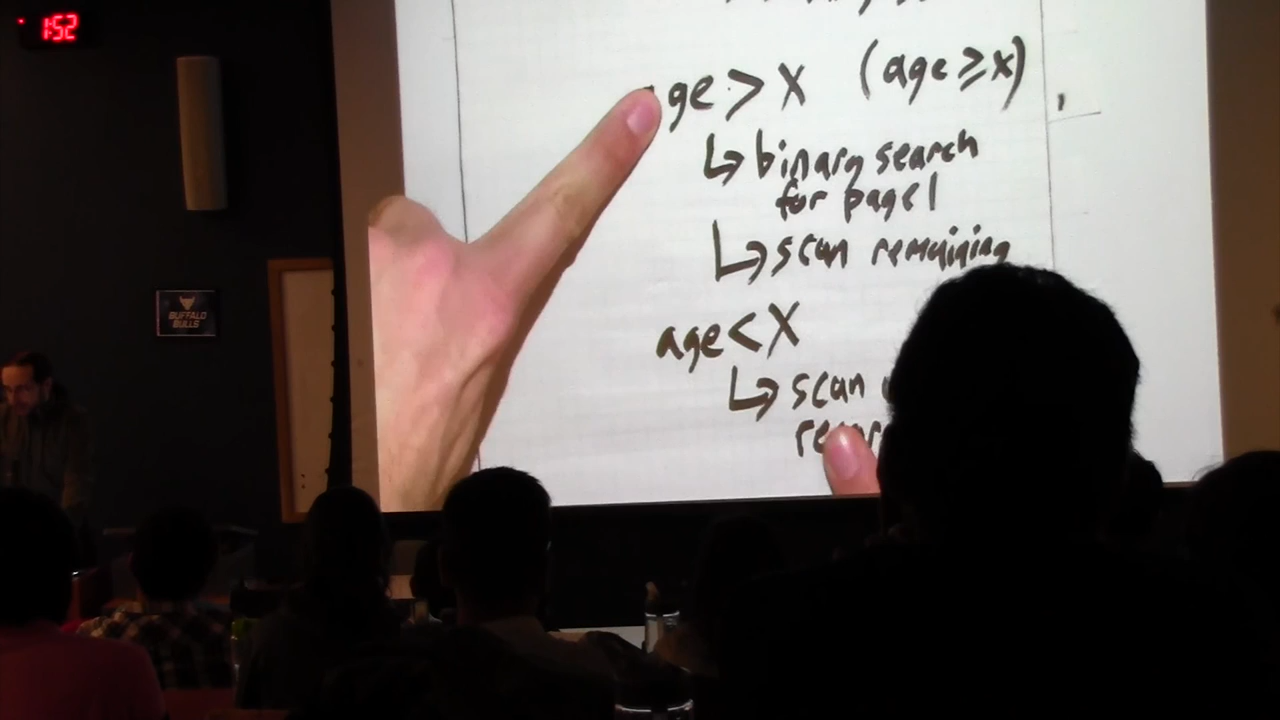 1:52
age > X (age ≥ x)
↳ binary search
for page 1
↳ scan remaining
BUFFALO
BULLS
age < X
↳ scan